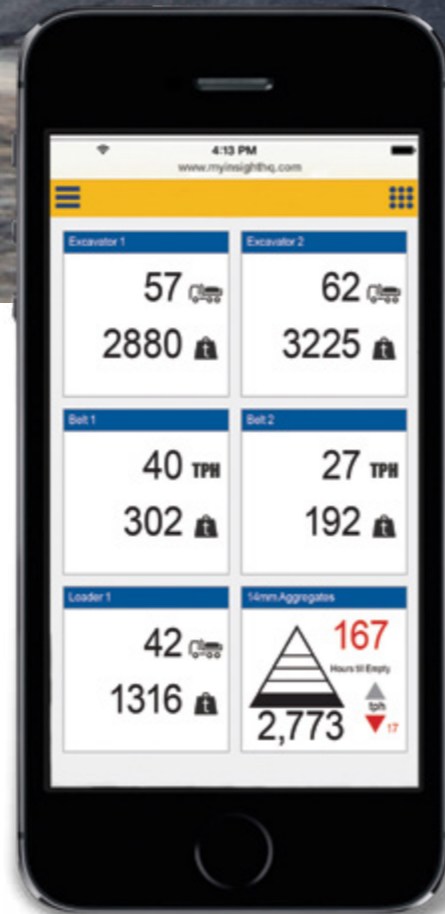 4:13 PM
www.myinsighthq.com
Excavator 1
57
2880 t
Excavator 2
62
3225 t
Belt 1
40 TPH
302 t
Belt 2
27 TPH
192 t
Loader 1
42
1316 t
14mm Aggregates
167
Hours til Empty
tph
17
2,773